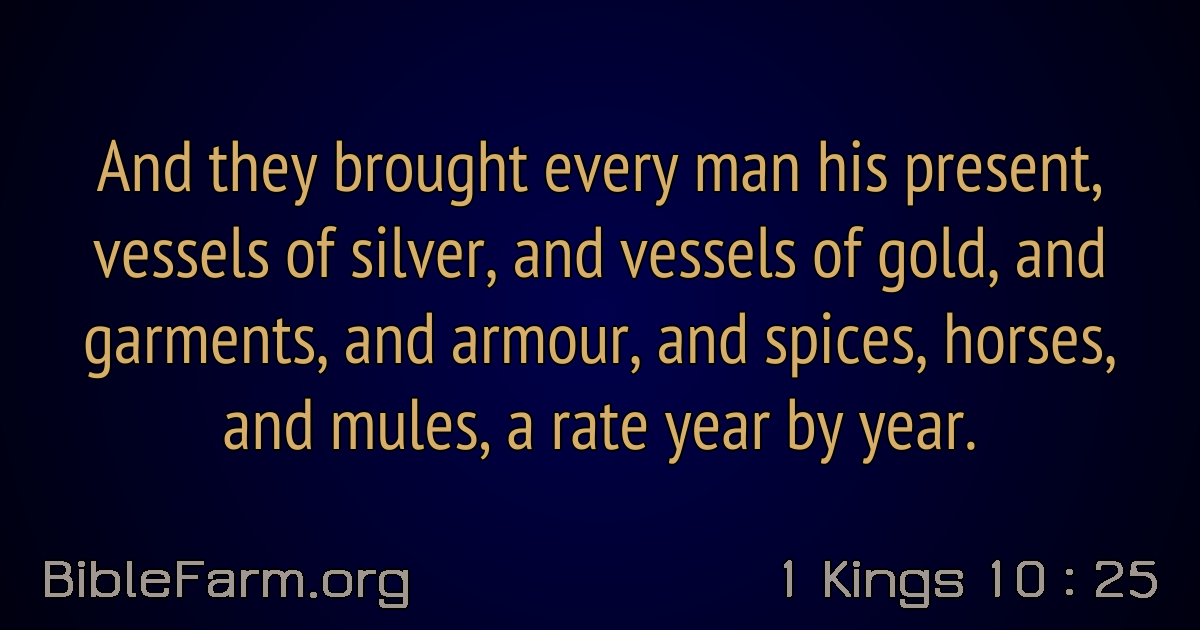 And they brought every man his present,
vessels of silver, and vessels of gold, and
garments, and armour, and spices, horses,
and mules, a rate year by year.
BibleFarm.org
1 Kings 10 : 25